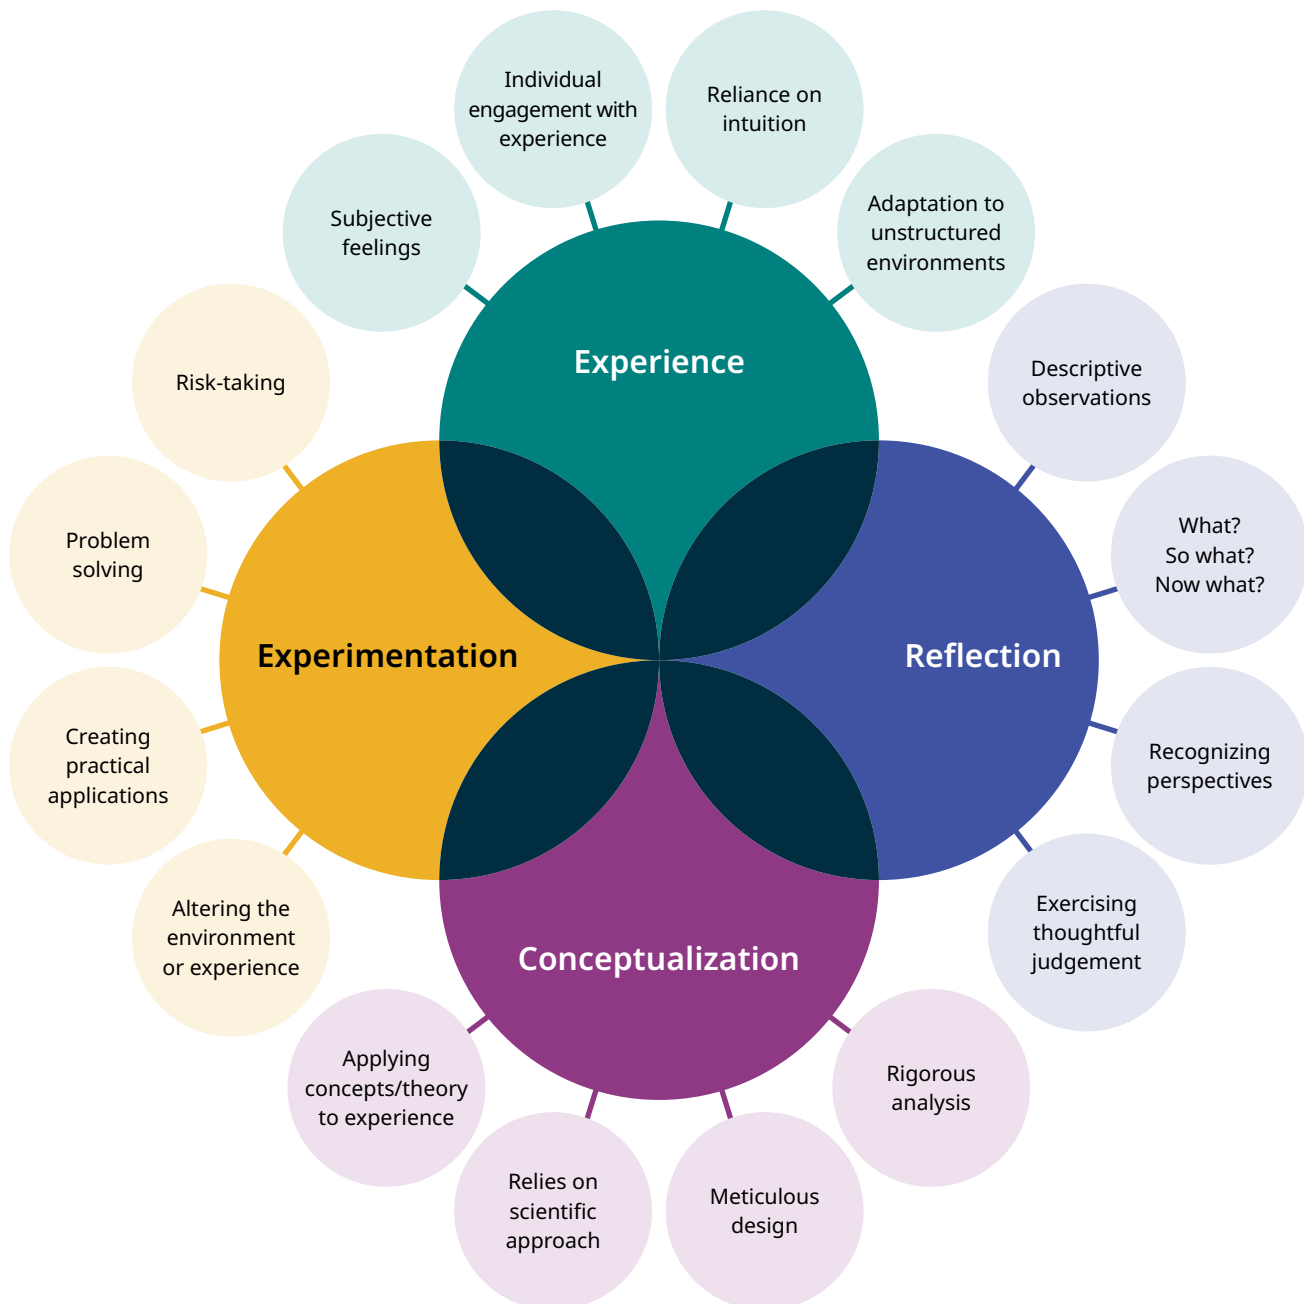 Individual
engagement with
experience
Reliance on
intuition
Subjective
feelings
Adaptation to
unstructured
environments
Experience
Risk-taking
Descriptive
observations
Problem
solving
What?
So what?
Now what?
Experimentation
Reflection
Creating
practical
applications
Recognizing
perspectives
Altering the
environment
or experience
Exercising
thoughtful
judgement
Conceptualization
Applying
concepts/theory
to experience
Rigorous
analysis
Relies on
scientific
approach
Meticulous
design